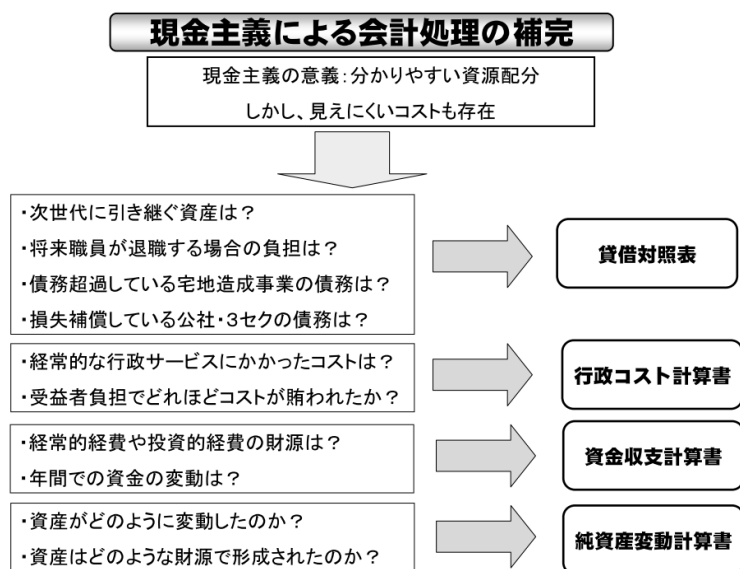 現金主義による会計処理の補完
現金主義の意義：分かりやすい資源配分
しかし、見えにくいコストも存在
・次世代に引き継ぐ資産は？
・将来職員が退職する場合の負担は？
・債務超過している宅地造成事業の債務は？
・損失補償している公社・３セクの債務は？
貸借対照表
・経常的な行政サービスにかかったコストは？
・受益者負担でどれほどコストが賄われたか？
行政コスト計算書
・経常的経費や投資的経費の財源は？
・年間での資金の変動は？
資金収支計算書
・資産がどのように変動したのか？
・資産はどのような財源で形成されたのか？
純資産変動計算書